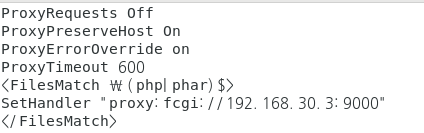 ProxyRequests Off
ProxyPreserveHost On
ProxyErrorOverride on
ProxyTimeout 600
<FilesMatch ₩(php|phar)$>
SetHandler "proxy:fcgi://192.168.30.3:9000"
</FilesMatch>